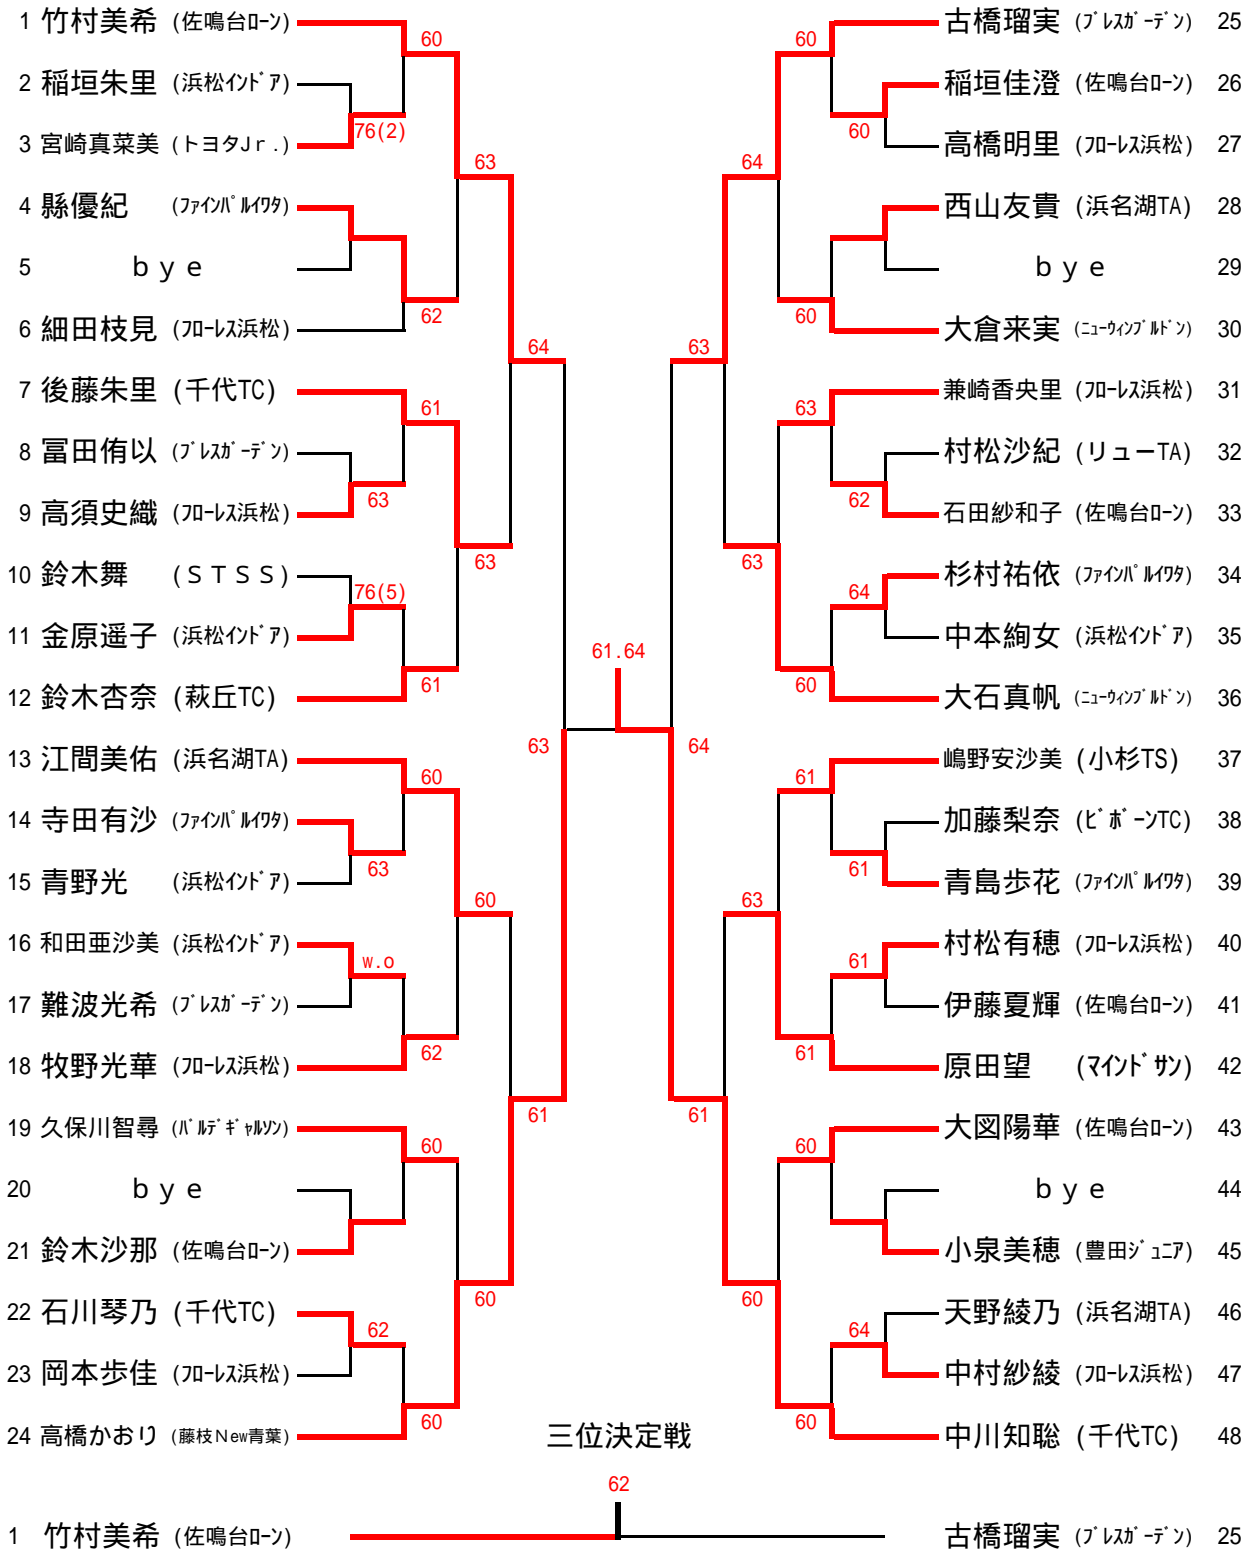 1 竹村美希 (佐鳴台ローン)
2 稲垣朱里 (浜松インドア)
3 宮崎真菜美 (トヨタJr.)
4 縣優紀 (ファインパルイワタ)
5 bye
6 細田枝見 (フローレス浜松)
7 後藤朱里 (千代TC)
8 冨田侑以 (ブレスガーデン)
9 高須史織 (フローレス浜松)
10 鈴木舞 (STSS)
11 金原遥子 (浜松インドア)
12 鈴木杏奈 (萩丘TC)
13 江間美佑 (浜名湖TA)
14 寺田有沙 (ファインパルイワタ)
15 青野光 (浜松インドア)
16 和田亜沙美 (浜松インドア)
17 難波光希 (ブレスガーデン)
18 牧野光華 (フローレス浜松)
19 久保川智尋 (パルデギャルソン)
20 bye
21 鈴木沙那 (佐鳴台ローン)
22 石川琴乃 (千代TC)
23 岡本歩佳 (フローレス浜松)
24 高橋かおり (藤枝New青葉)
76(2)
63
76(5)
63
w.o
62
60
62
61
61
60
62
60
60
63
63
60
60
64
61
63
61.64
64
63
61
64
63
63
60
60
60
63
60
61
61
60
60
60
62
64
61
61
64
古橋瑠実 (ブレスガーデン) 25
稲垣佳澄 (佐鳴台ローン) 26
高橋明里 (フローレス浜松) 27
西山友貴 (浜名湖TA) 28
bye 29
大倉来実 (ニューウィンブルドン) 30
兼崎香央里 (フローレス浜松) 31
村松沙紀 (リューTA) 32
石田紗和子 (佐鳴台ローン) 33
杉村祐依 (ファインパルイワタ) 34
中本絢女 (浜松インドア) 35
大石真帆 (ニューウィンブルドン) 36
嶋野安沙美 (小杉TS) 37
加藤梨奈 (ビボーンTC) 38
青島歩花 (ファインパルイワタ) 39
村松有穂 (フローレス浜松) 40
伊藤夏輝 (佐鳴台ローン) 41
原田望 (マインドサン) 42
大図陽華 (佐鳴台ローン) 43
bye 44
小泉美穂 (豊田ジュニア) 45
天野綾乃 (浜名湖TA) 46
中村紗綾 (フローレス浜松) 47
中川知聡 (千代TC) 48
三位決定戦
62
1 竹村美希 (佐鳴台ローン)
古橋瑠実 (ブレスガーデン) 25